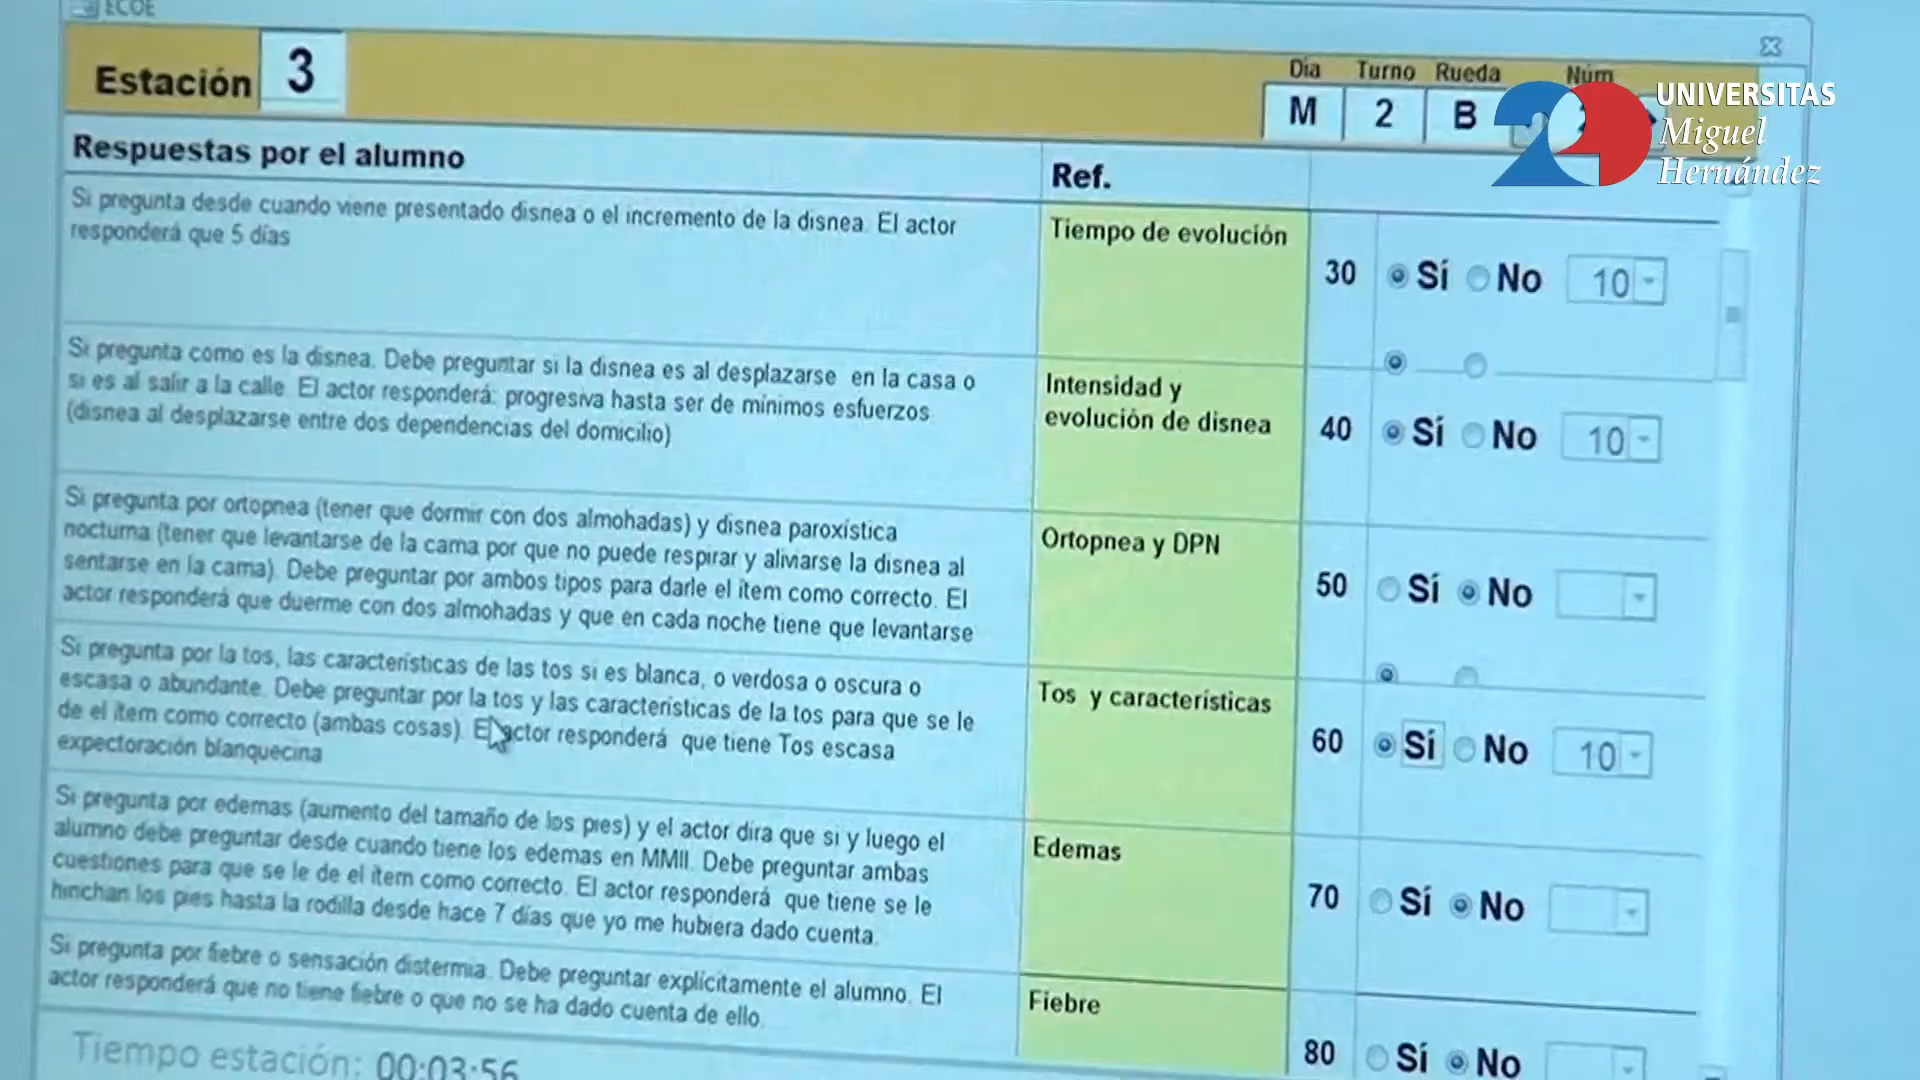 ECOE
Estación 3
Día Turno Rueda Núm
M 2 B
UNIVERSITAS
Miguel
Hernández
Respuestas por el alumno
Ref.
Si pregunta desde cuando viene presentado disnea o el incremento de la disnea. El actor
responderá que 5 días
Tiempo de evolución
30 Sí No 10
Si pregunta como es la disnea. Debe preguntar si la disnea es al desplazarse en la casa o
si es al salir a la calle. El actor responderá: progresiva hasta ser de mínimos esfuerzos
(disnea al desplazarse entre dos dependencias del domicilio)
Intensidad y
evolución de disnea
40 Sí No 10
Si pregunta por ortopnea (tener que dormir con dos almohadas) y disnea paroxística
nocturna (tener que levantarse de la cama por que no puede respirar y aliviarse la disnea al
sentarse en la cama). Debe preguntar por ambos tipos para darle el ítem como correcto. El
actor responderá que duerme con dos almohadas y que en cada noche tiene que levantarse
Ortopnea y DPN
50 Sí No
Si pregunta por la tos, las características de las tos si es blanca, o verdosa o oscura o
escasa o abundante. Debe preguntar por la tos y las características de la tos para que se le
de el ítem como correcto (ambas cosas). El actor responderá que tiene Tos escasa
expectoración blanquecina
Tos y características
60 Sí No 10
Si pregunta por edemas (aumento del tamaño de los pies) y el actor dira que si y luego el
alumno debe preguntar desde cuando tiene los edemas en MMII. Debe preguntar ambas
cuestiones para que se le de el ítem como correcto. El actor responderá que tiene se le
hinchan los pies hasta la rodilla desde hace 7 días que yo me hubiera dado cuenta.
Edemas
70 Sí No
Si pregunta por fiebre o sensación distermia. Debe preguntar explícitamente el alumno. El
actor responderá que no tiene fiebre o que no se ha dado cuenta de ello.
Fiebre
80 Sí No
Tiempo estación: 00:03:56